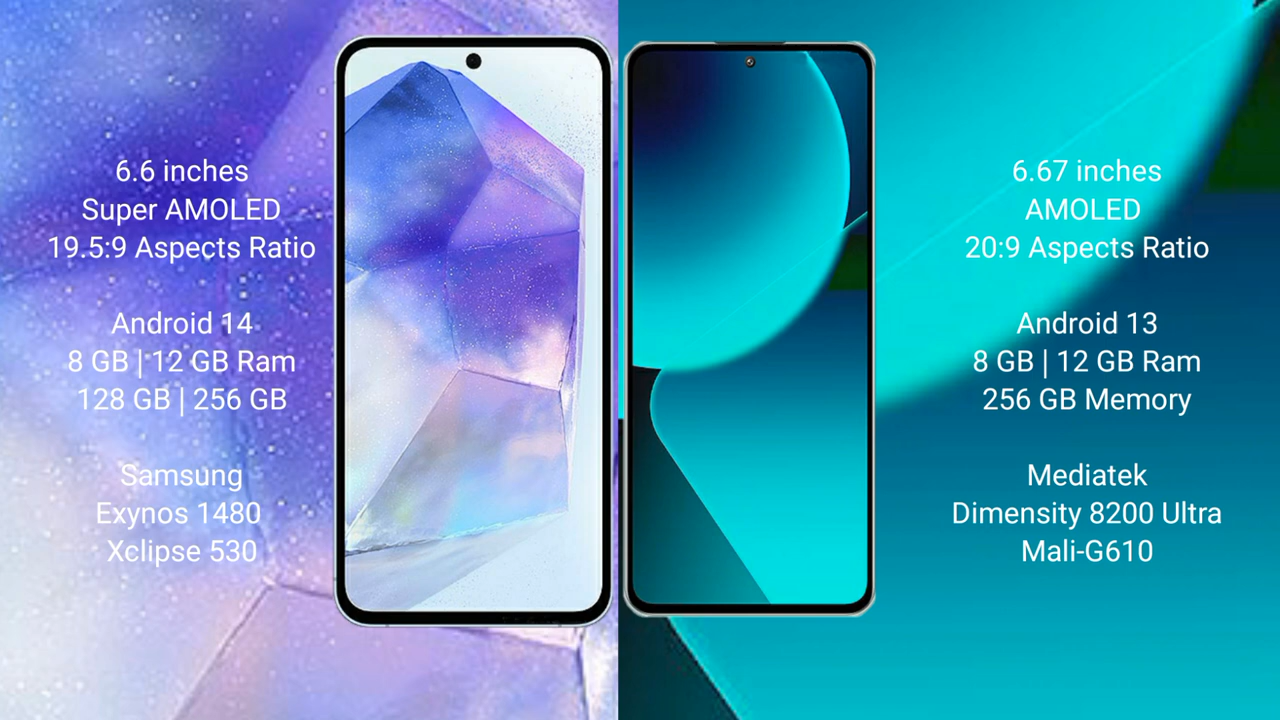 6.6 inches
Super AMOLED
19.5:9 Aspects Ratio
Android 14
8 GB | 12 GB Ram
128 GB | 256 GB
Samsung
Exynos 1480
Xclipse 530
6.67 inches
AMOLED
20:9 Aspects Ratio
Android 13
8 GB | 12 GB Ram
256 GB Memory
Mediatek
Dimensity 8200 Ultra
Mali-G610